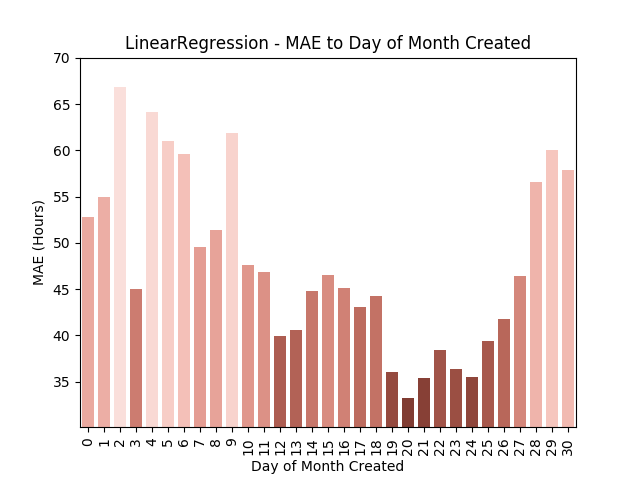 LinearRegression - MAE to Day of Month Created
MAE (Hours)
70
65
60
55
50
45
40
35
0 1 2 3 4 5 6 7 8 9 10 11 12 13 14 15 16 17 18 19 20 21 22 23 24 25 26 27 28 29 30
Day of Month Created